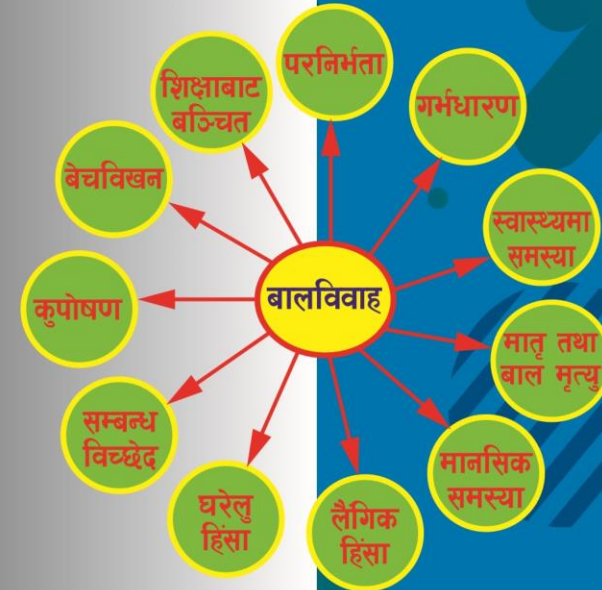 परनिर्भता
गर्भधारण
स्वास्थ्यमा
समस्या
मातृ तथा
बाल मृत्यु
मानसिक
समस्या
लैंगिक
हिंसा
घरेलु
हिंसा
सम्बन्ध
विच्छेद
कुपोषण
बेचविखन
शिक्षाबाट
बञ्चित
बालविवाह